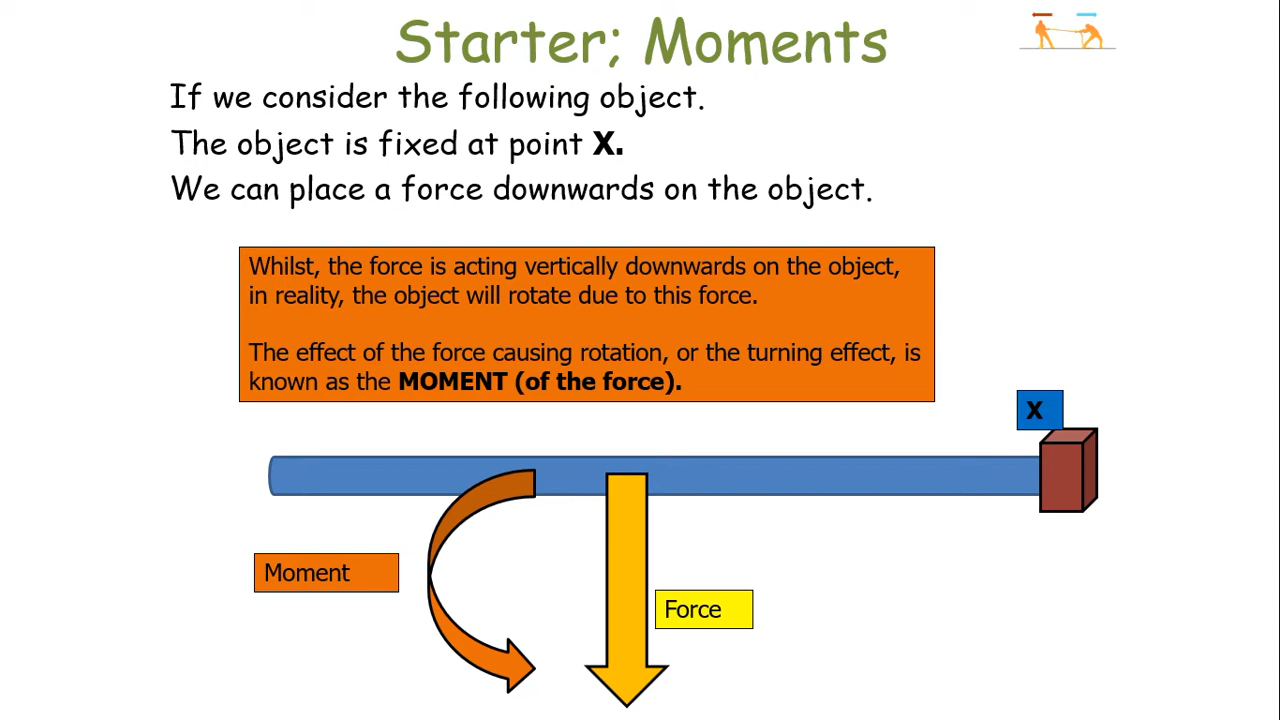 Starter; Moments
If we consider the following object.
The object is fixed at point X.
We can place a force downwards on the object.
Whilst, the force is acting vertically downwards on the object,
in reality, the object will rotate due to this force.
The effect of the force causing rotation, or the turning effect, is
known as the MOMENT (of the force).
X
Moment
Force